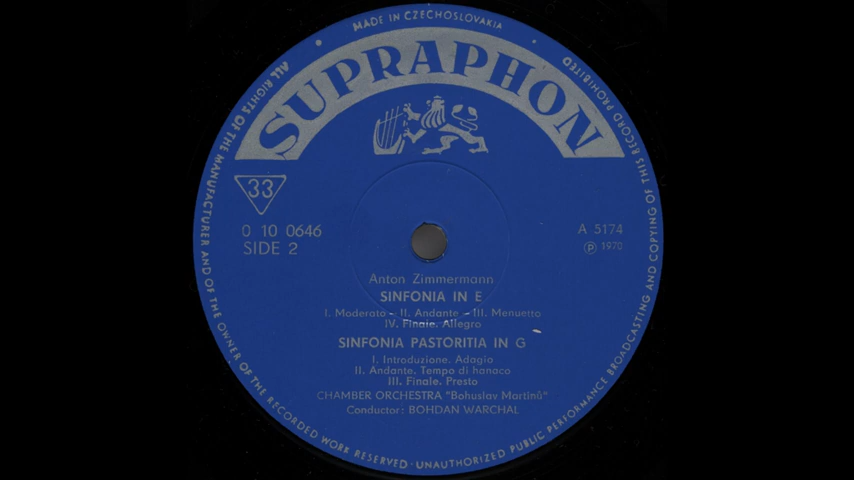 MADE IN CZECHOSLOVAKIA
ALL RIGHTS OF THE MANUFACTURER AND OF THE OWNER OF THE RECORDED WORK RESERVED · UNAUTHORIZED PUBLIC PERFORMANCE BROADCASTING AND COPYING OF THIS RECORD PROHIBITED
SUPRAPHON
33
0 10 0646
SIDE 2
A 5174
℗ 1970
Anton Zimmermann
SINFONIA IN E
I. Moderato - II. Andante - III. Menuetto
IV. Finale. Allegro
SINFONIA PASTORITIA IN G
I. Introduzione. Adagio
II. Andante. Tempo di hanaco
III. Finale. Presto
CHAMBER ORCHESTRA "Bohuslav Martinů"
Conductor: BOHDAN WARCHAL